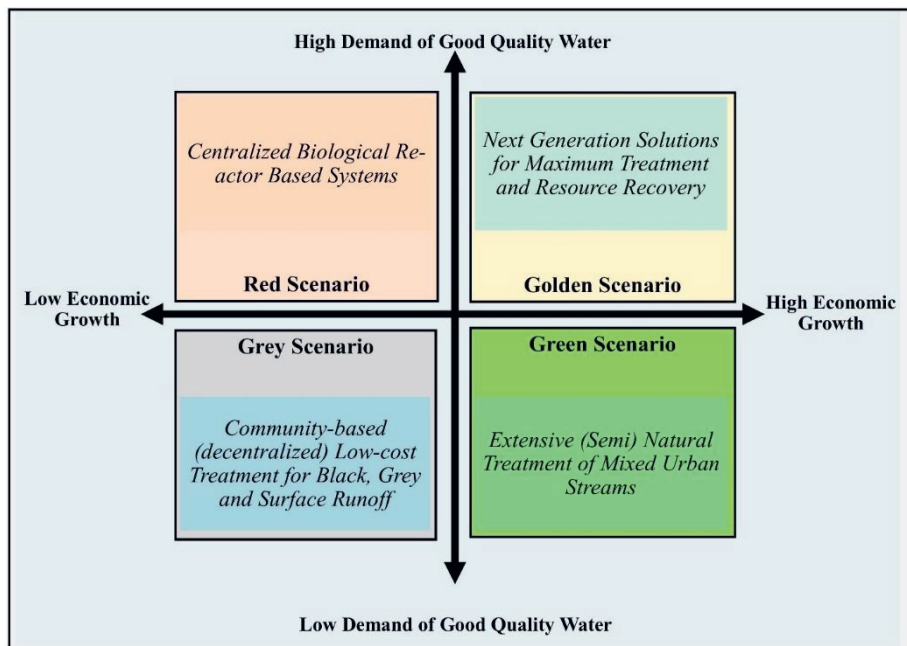 High Demand of Good Quality Water
Centralized Biological Re-
actor Based Systems
Next Generation Solutions
for Maximum Treatment
and Resource Recovery
Red Scenario
Golden Scenario
Low Economic
Growth
High Economic
Growth
Grey Scenario
Green Scenario
Community-based
(decentralized) Low-cost
Treatment for Black, Grey
and Surface Runoff
Extensive (Semi) Natural
Treatment of Mixed Urban
Streams
Low Demand of Good Quality Water